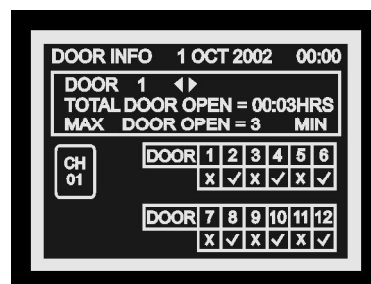 DOOR INFO 1 OCT 2002 00:00
DOOR 1 ◀▶
TOTAL DOOR OPEN = 00:03HRS
MAX DOOR OPEN = 3 MIN
CH
01
DOOR 1 2 3 4 5 6
X ✓ X ✓ X ✓
DOOR 7 8 9 10 11 12
X ✓ X ✓ X ✓